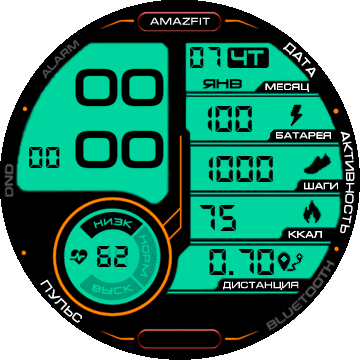 AMAZFIT
ALARM
00
00
00
DND
07 ЧТ
ЯНВ
МЕСЯЦ
ДАТА
100
БАТАРЕЯ
1000
ШАГИ
АКТИВНОСТЬ
75
ККАЛ
0.70
ДИСТАНЦИЯ
BLUETOOTH
НИЗК
НОРМ
ВЫСК
62
ПУЛЬС